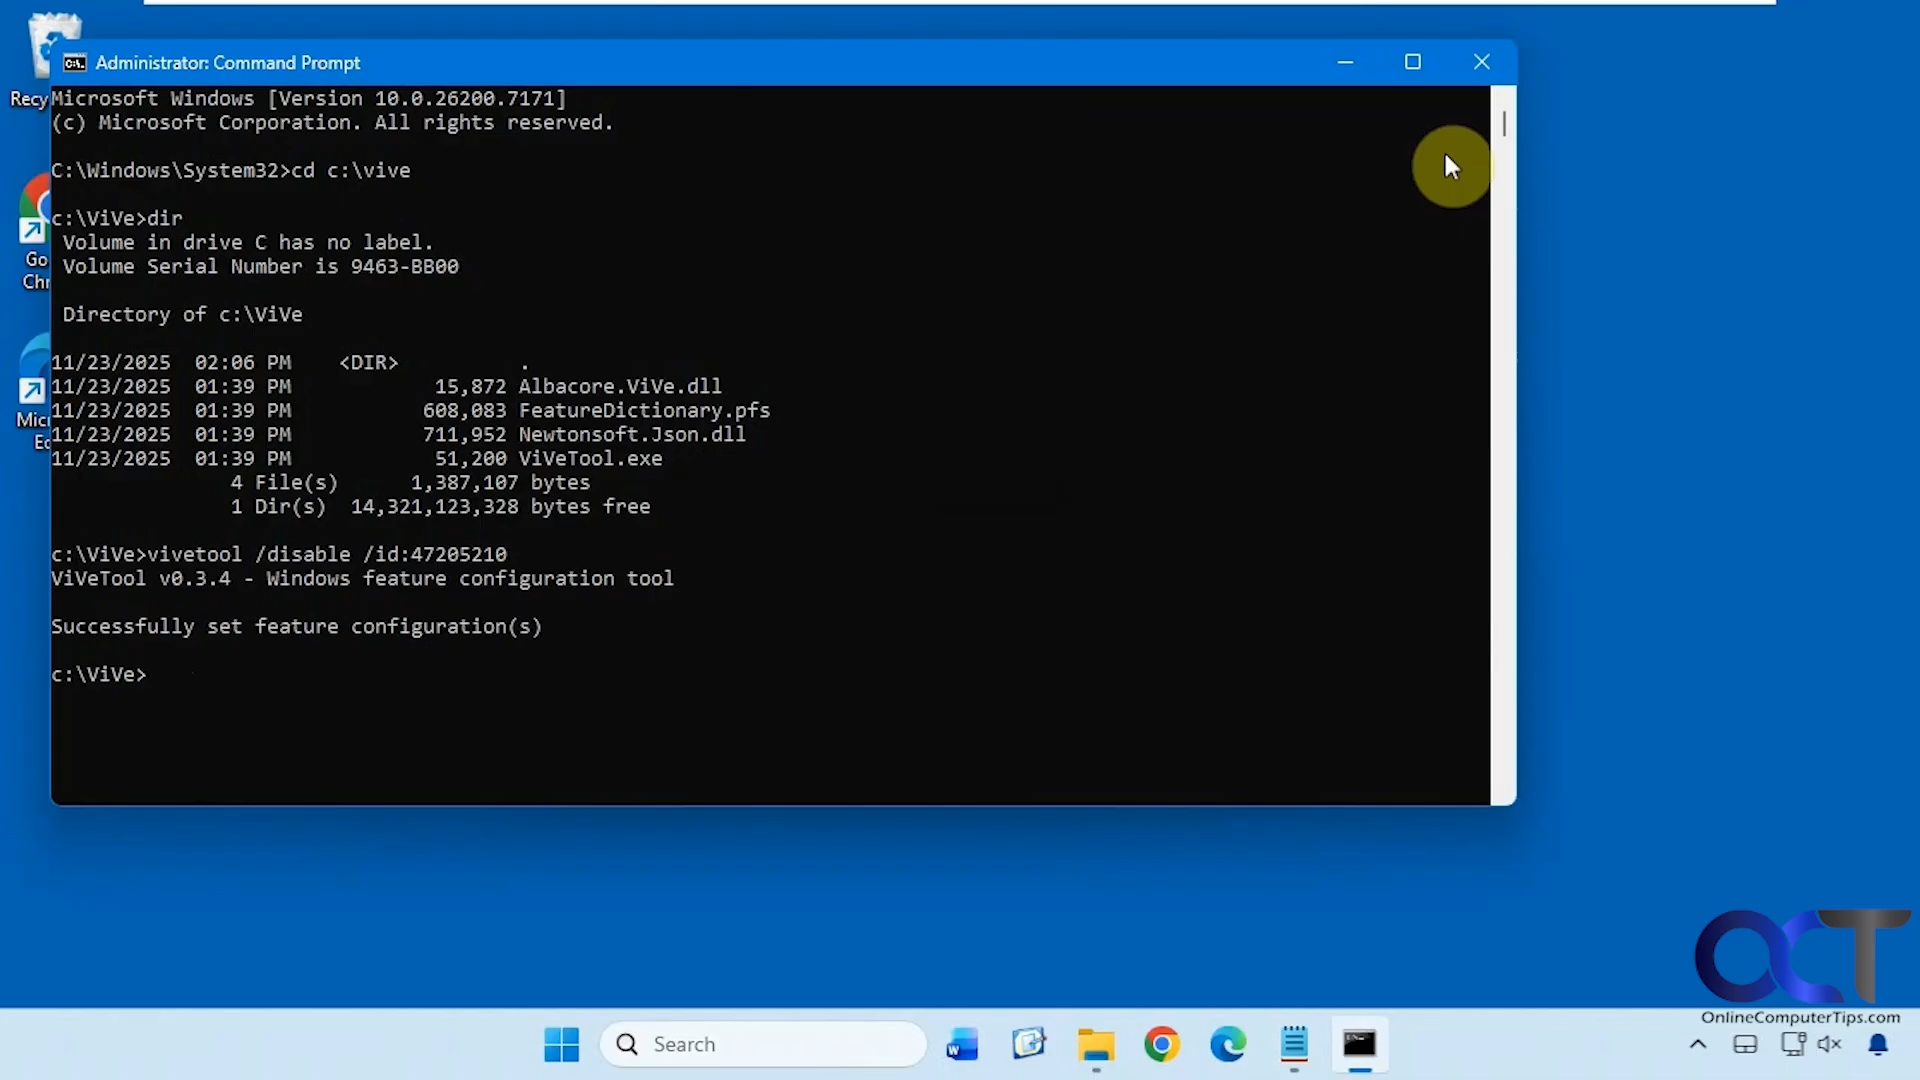 Administrator: Command Prompt
Microsoft Windows [Version 10.0.26200.7171]
(c) Microsoft Corporation. All rights reserved.
C:\Windows\System32>cd c:\vive
c:\ViVe>dir
Volume in drive C has no label.
Volume Serial Number is 9463-BB00
Directory of c:\ViVe
11/23/2025  02:06 PM    <DIR>          .
11/23/2025  01:39 PM            15,872 Albacore.ViVe.dll
11/23/2025  01:39 PM           608,083 FeatureDictionary.pfs
11/23/2025  01:39 PM           711,952 Newtonsoft.Json.dll
11/23/2025  01:39 PM            51,200 ViVeTool.exe
4 File(s)      1,387,107 bytes
1 Dir(s)  14,321,123,328 bytes free
c:\ViVe>vivetool /disable /id:47205210
ViVeTool v0.3.4 - Windows feature configuration tool
Successfully set feature configuration(s)
c:\ViVe>
Recy
Go
Chr
Mic
Ed
OCT
OnlineComputerTips.com
Search